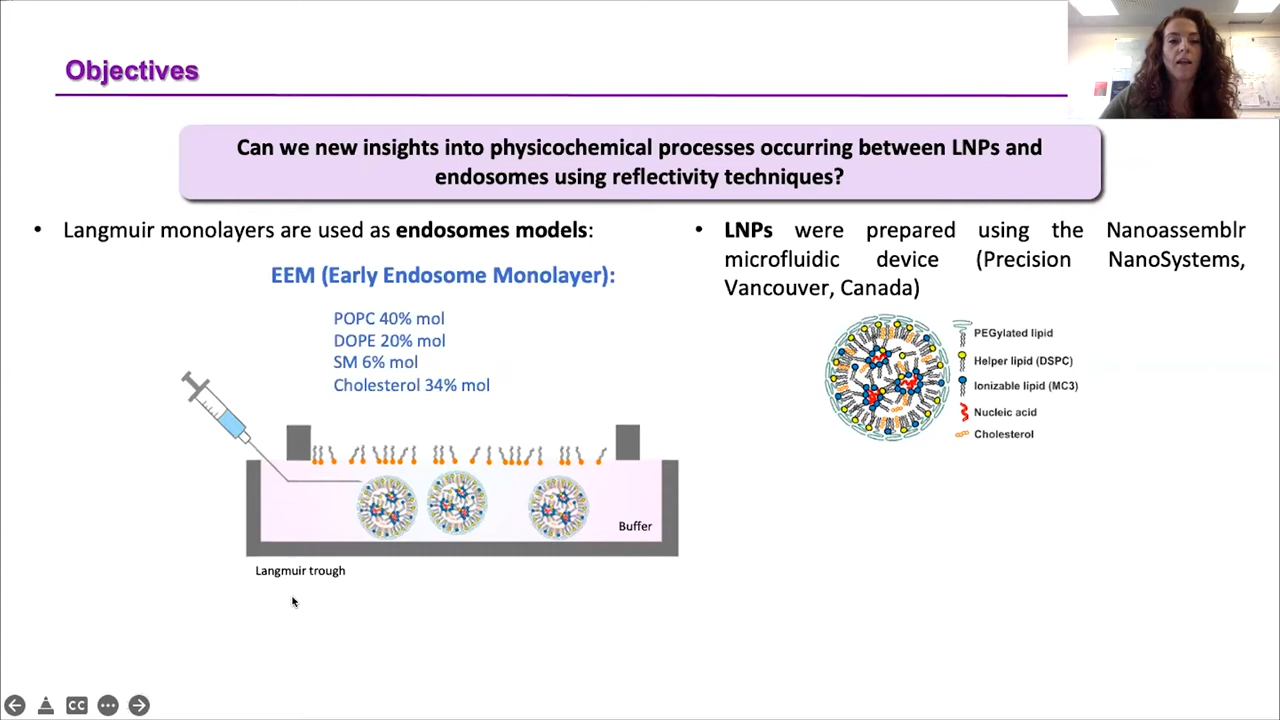 Objectives
Can we new insights into physicochemical processes occurring between LNPs and
endosomes using reflectivity techniques?
• Langmuir monolayers are used as endosomes models:
EEM (Early Endosome Monolayer):
POPC 40% mol
DOPE 20% mol
SM 6% mol
Cholesterol 34% mol
Buffer
Langmuir trough
• LNPs were prepared using the Nanoassemblr
microfluidic device (Precision NanoSystems,
Vancouver, Canada)
PEGylated lipid
Helper lipid (DSPC)
Ionizable lipid (MC3)
Nucleic acid
Cholesterol
CC